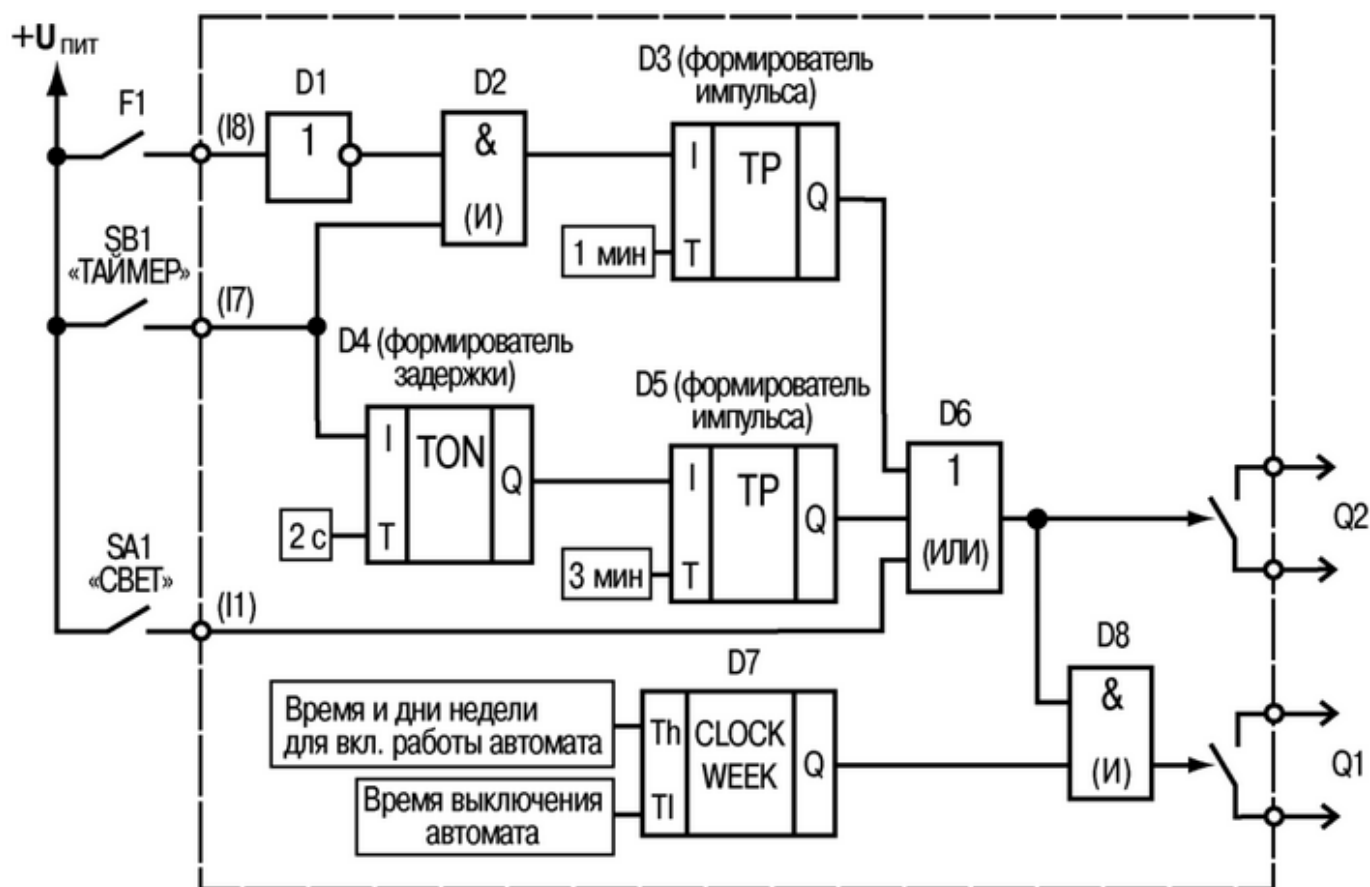 +Uпит
F1
(I8)
D1
1
D2
&
(И)
D3 (формирователь
импульса)
I
TP
Q
T
1 мин
SB1
«ТАЙМЕР»
(I7)
D4 (формирователь
задержки)
I
TON
Q
T
2 с
D5 (формирователь
импульса)
I
TP
Q
T
3 мин
D6
1
(ИЛИ)
Q2
SA1
«СВЕТ»
(I1)
D7
Время и дни недели
для вкл. работы автомата
Th
CLOCK
WEEK
Q
Tl
Время выключения
автомата
D8
&
(И)
Q1